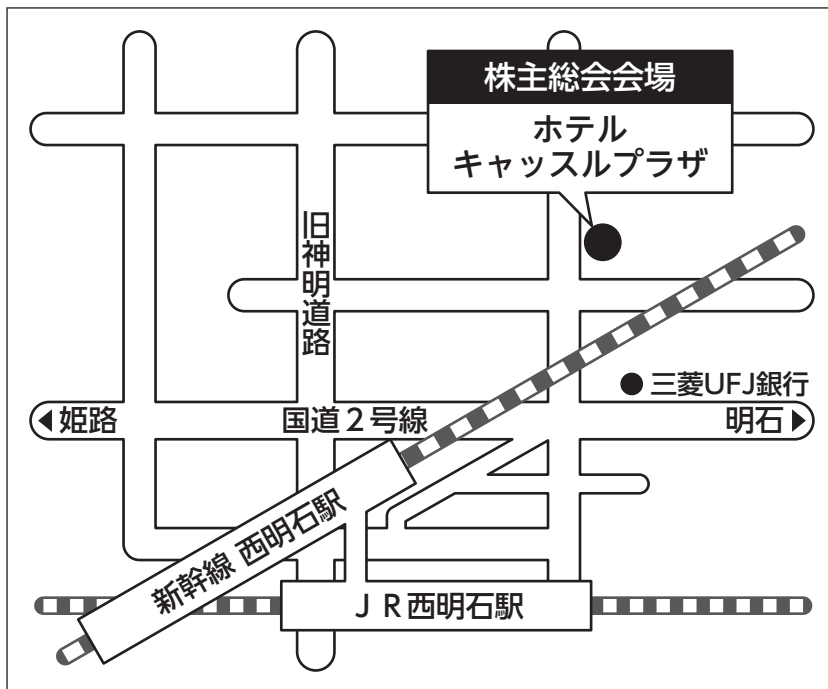 株主総会会場
ホテル
キャッスルプラザ
旧神明道路
三菱UFJ銀行
姫路
国道2号線
明石
新幹線 西明石駅
JR西明石駅